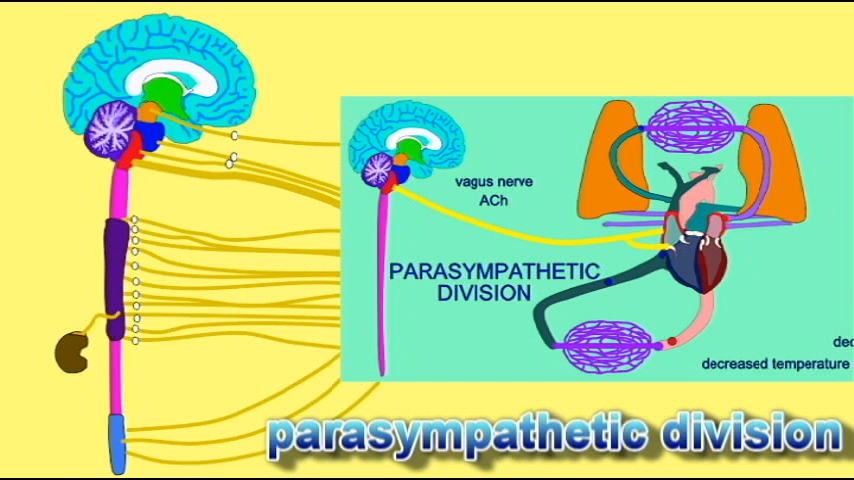 vagus nerve
ACh
PARASYMPATHETIC
DIVISION
decreased temperature
parasympathetic division